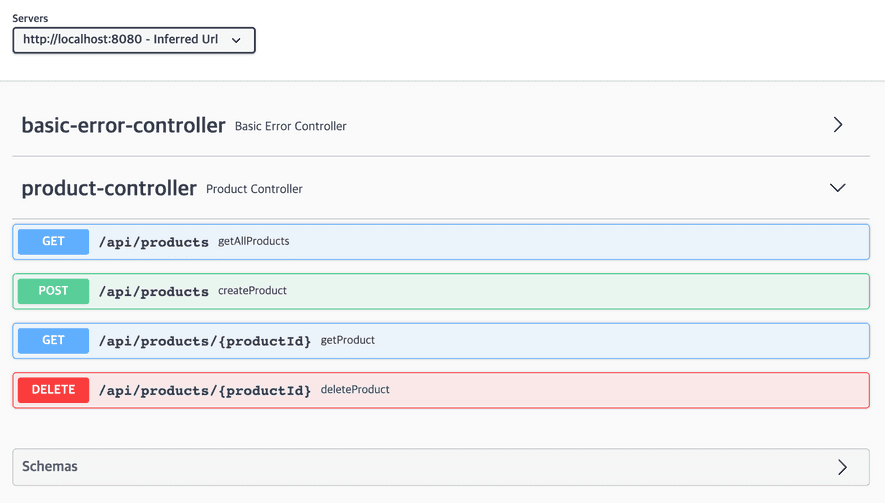 Servers
http://localhost:8080 - Inferred Url
basic-error-controller Basic Error Controller
product-controller Product Controller
GET /api/products getAllProducts
POST /api/products createProduct
GET /api/products/{productId} getProduct
DELETE /api/products/{productId} deleteProduct
Schemas